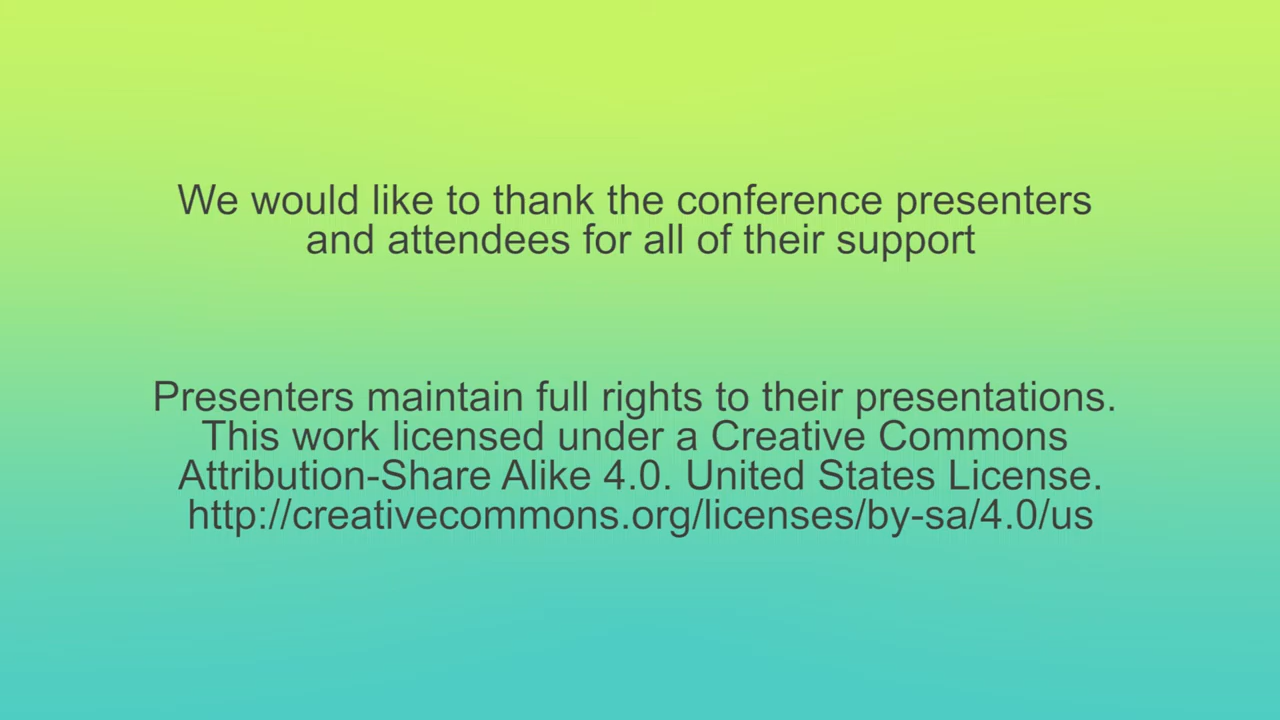 We would like to thank the conference presenters
and attendees for all of their support
Presenters maintain full rights to their presentations.
This work licensed under a Creative Commons
Attribution-Share Alike 4.0. United States License.
http://creativecommons.org/licenses/by-sa/4.0/us